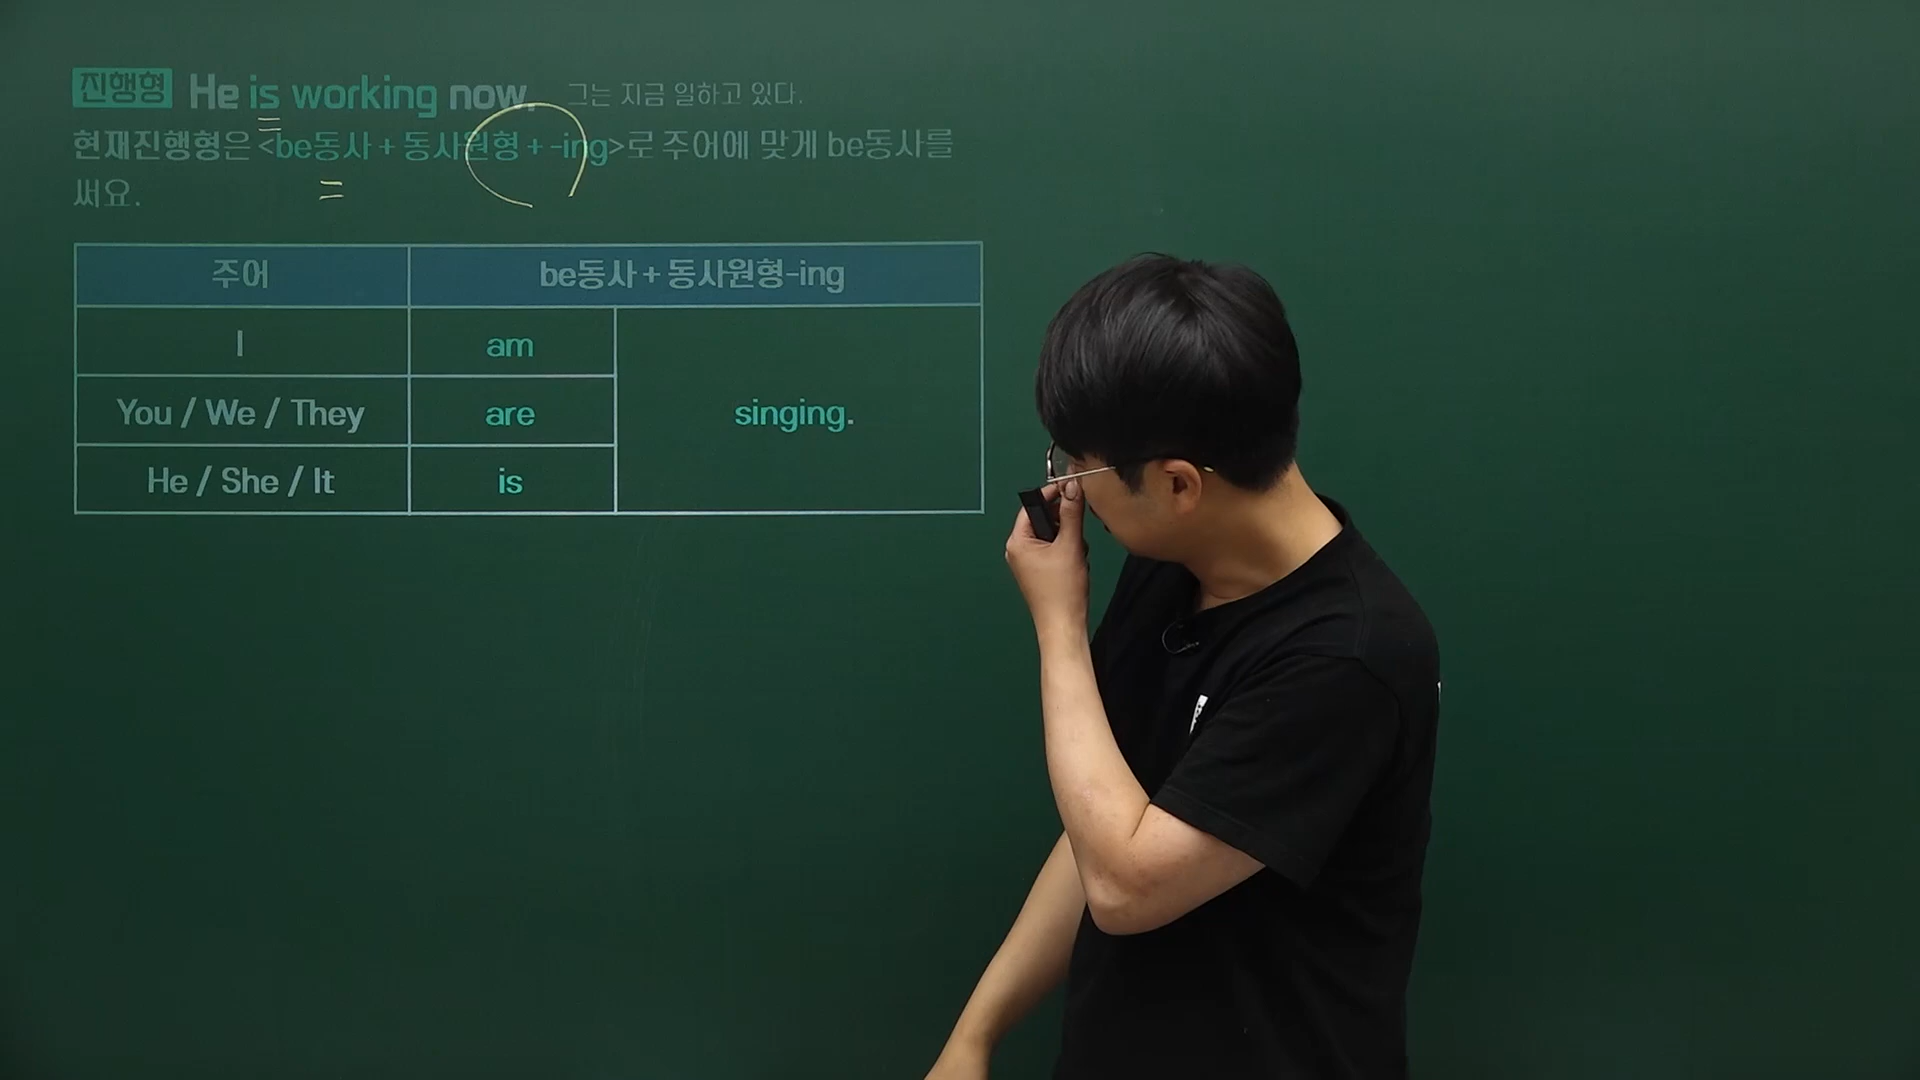 진행형 He is working now. 그는 지금 일하고 있다.
현재진행형은 <be동사 + 동사원형 + -ing>로 주어에 맞게 be동사를
써요.
주어 be동사 + 동사원형-ing
I am
You / We / They are singing.
He / She / It is